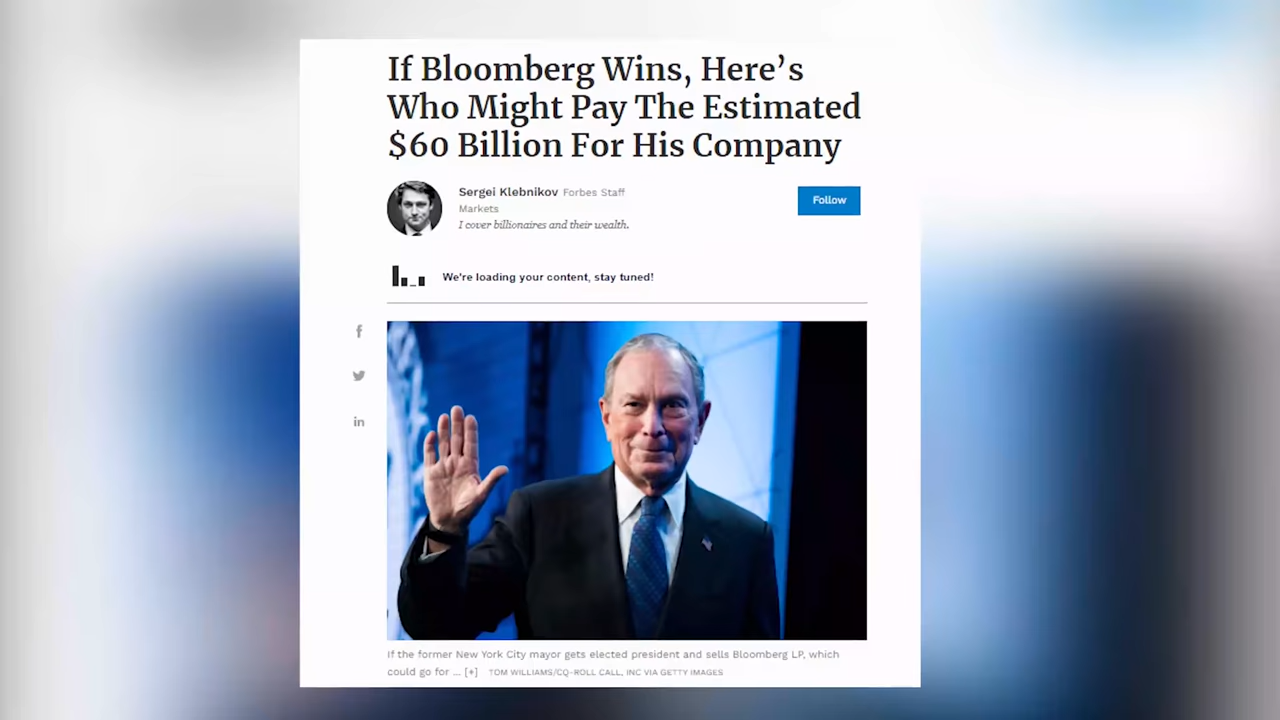 If Bloomberg Wins, Here’s
Who Might Pay The Estimated
$60 Billion For His Company
Sergei Klebnikov Forbes Staff
Markets
I cover billionaires and their wealth.
Follow
We're loading your content, stay tuned!
If the former New York City mayor gets elected president and sells Bloomberg LP, which
could go for ... [+] TOM WILLIAMS/CQ-ROLL CALL, INC VIA GETTY IMAGES